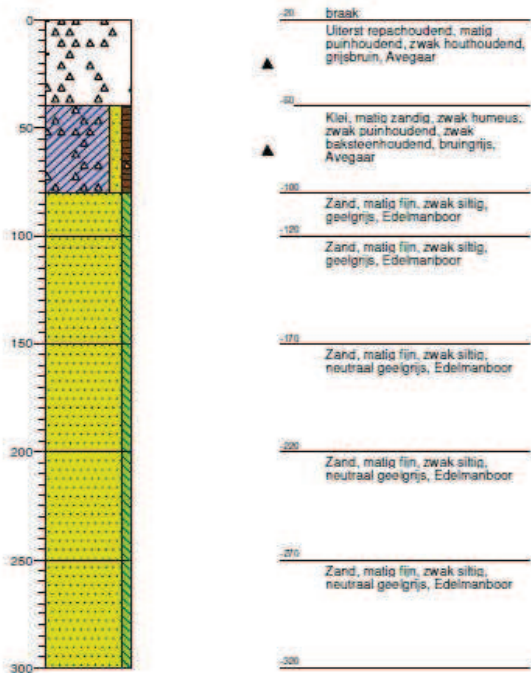 0
-20
braak
Uiterst repachoudend, matig
puinhoudend, zwak houthoudend,
grijsbruin, Avegaar
50
-60
Klei, matig zandig, zwak humeus,
zwak puinhoudend, zwak
baksteenhoudend, bruingrijs,
Avegaar
-100
Zand, matig fijn, zwak siltig,
geelgrijs, Edelmanboor
100
-120
Zand, matig fijn, zwak siltig,
geelgrijs, Edelmanboor
150
-170
Zand, matig fijn, zwak siltig,
neutraal geelgrijs, Edelmanboor
200
-220
Zand, matig fijn, zwak siltig,
neutraal geelgrijs, Edelmanboor
250
-270
Zand, matig fijn, zwak siltig,
neutraal geelgrijs, Edelmanboor
300
-320